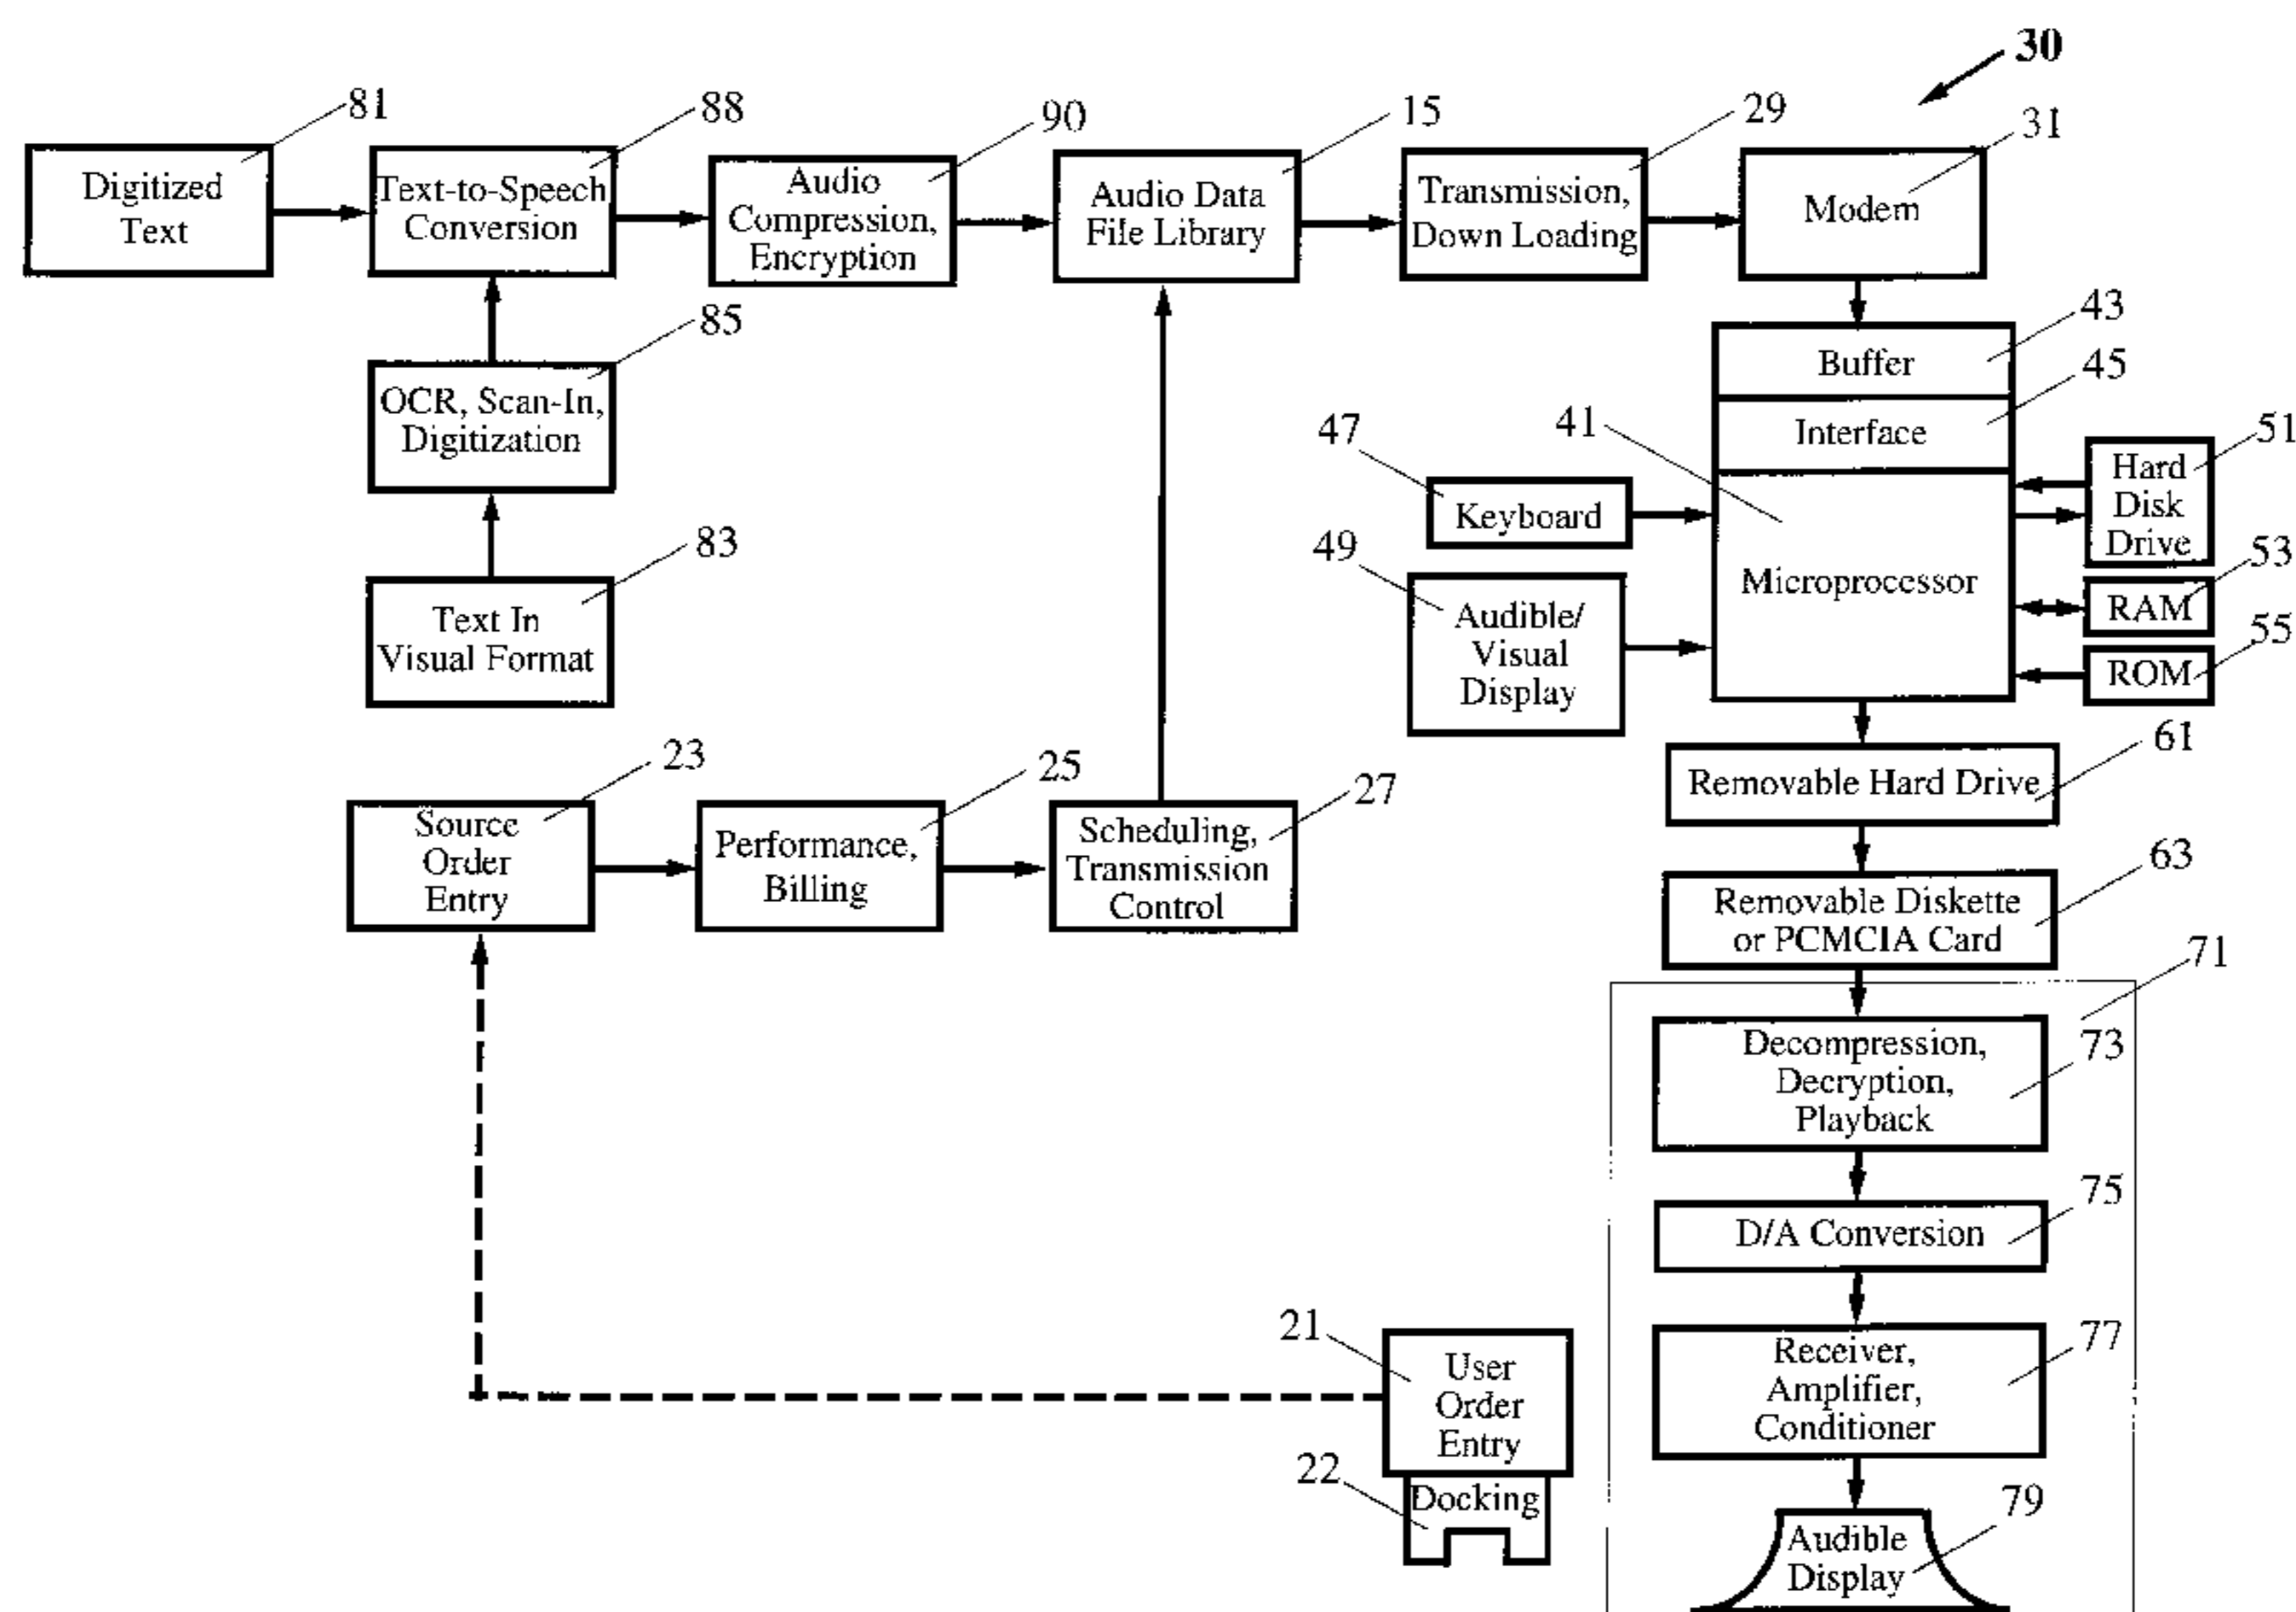 30
81
88
90
15
29
31
Digitized
Text
Text-to-Speech
Conversion
Audio
Compression,
Encryption
Audio Data
File Library
Transmission,
Down Loading
Modem
85
OCR, Scan-In,
Digitization
83
Text In
Visual Format
43
Buffer
45
Interface
41
Microprocessor
47
Keyboard
49
Audible/
Visual
Display
51
Hard
Disk
Drive
53
RAM
55
ROM
61
Removable Hard Drive
63
Removable Diskette
or PCMCIA Card
23
Source
Order
Entry
25
Performance,
Billing
27
Scheduling,
Transmission
Control
71
73
Decompression,
Decryption,
Playback
75
D/A Conversion
77
Receiver,
Amplifier,
Conditioner
21
User
Order
Entry
22
Docking
79
Audible
Display